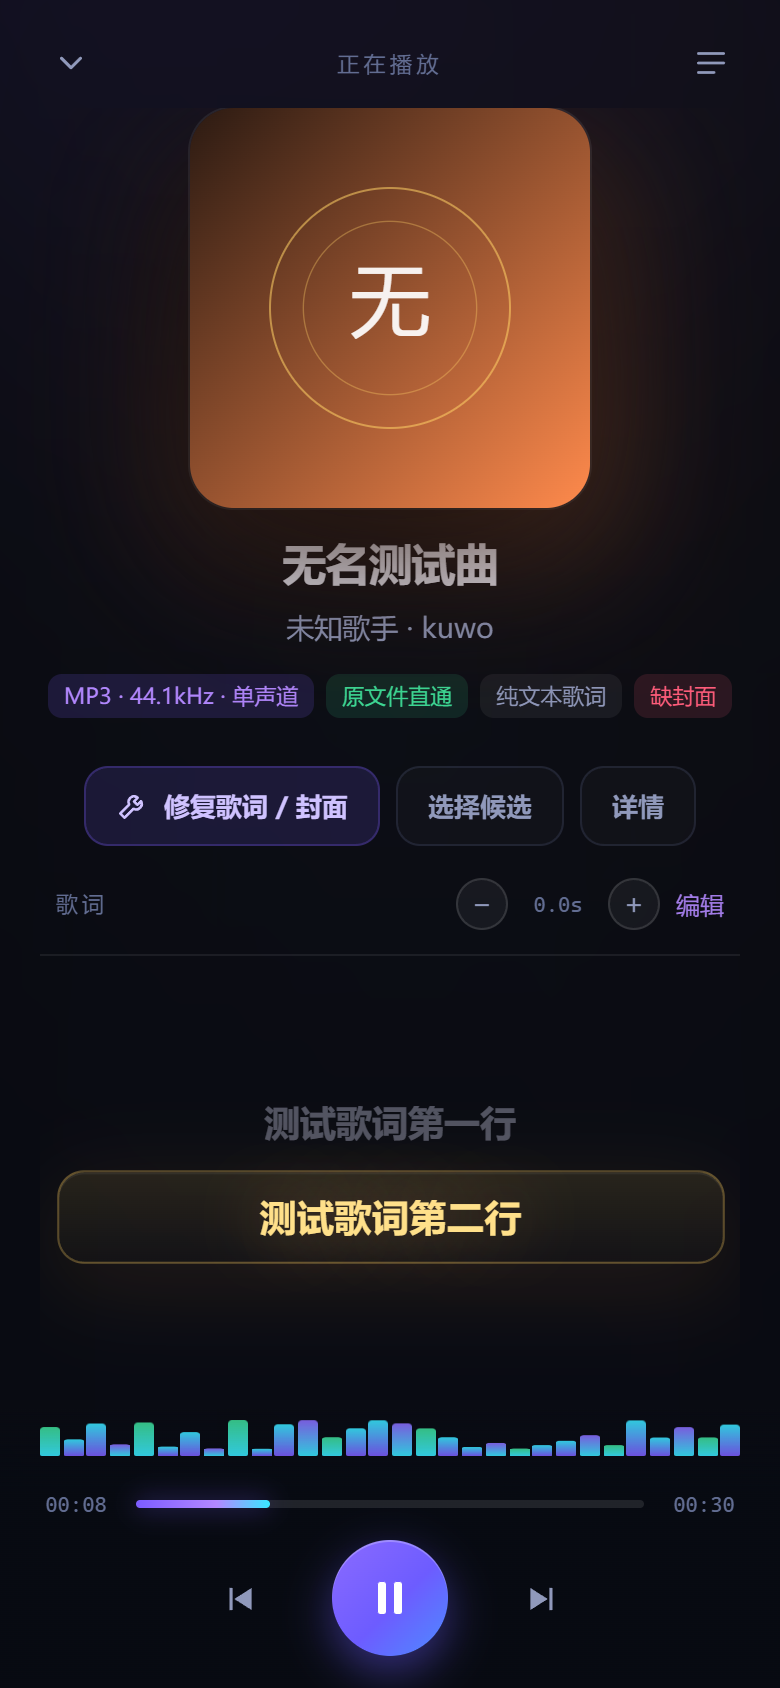 正在播放
无
无名测试曲
未知歌手 · kuwo
MP3 · 44.1kHz · 单声道 原文件直通 纯文本歌词 缺封面
修复歌词 / 封面 选择候选 详情
歌词 − 0.0s + 编辑
测试歌词第一行
测试歌词第二行
00:08 00:30